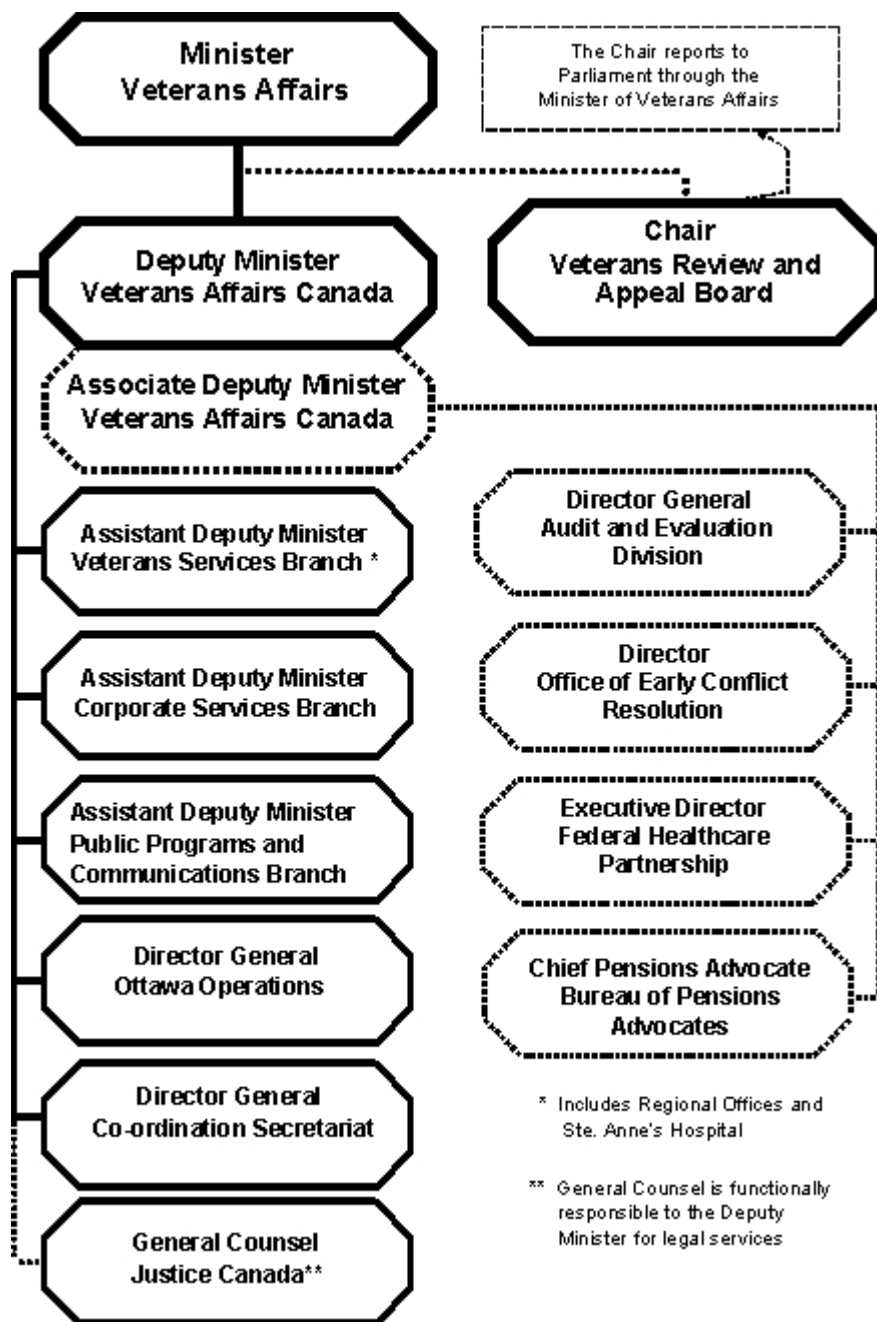 Minister
Veterans Affairs
The Chair reports to
Parliament through the
Minister of Veterans Affairs
Deputy Minister
Veterans Affairs Canada
Chair
Veterans Review and
Appeal Board
Associate Deputy Minister
Veterans Affairs Canada
Assistant Deputy Minister
Veterans Services Branch *
Director General
Audit and Evaluation
Division
Assistant Deputy Minister
Corporate Services Branch
Director
Office of Early Conflict
Resolution
Assistant Deputy Minister
Public Programs and
Communications Branch
Executive Director
Federal Healthcare
Partnership
Director General
Ottawa Operations
Chief Pensions Advocate
Bureau of Pensions
Advocates
Director General
Co-ordination Secretariat
* Includes Regional Offices and
Ste. Anne's Hospital
General Counsel
Justice Canada**
** General Counsel is functionally
responsible to the Deputy
Minister for legal services